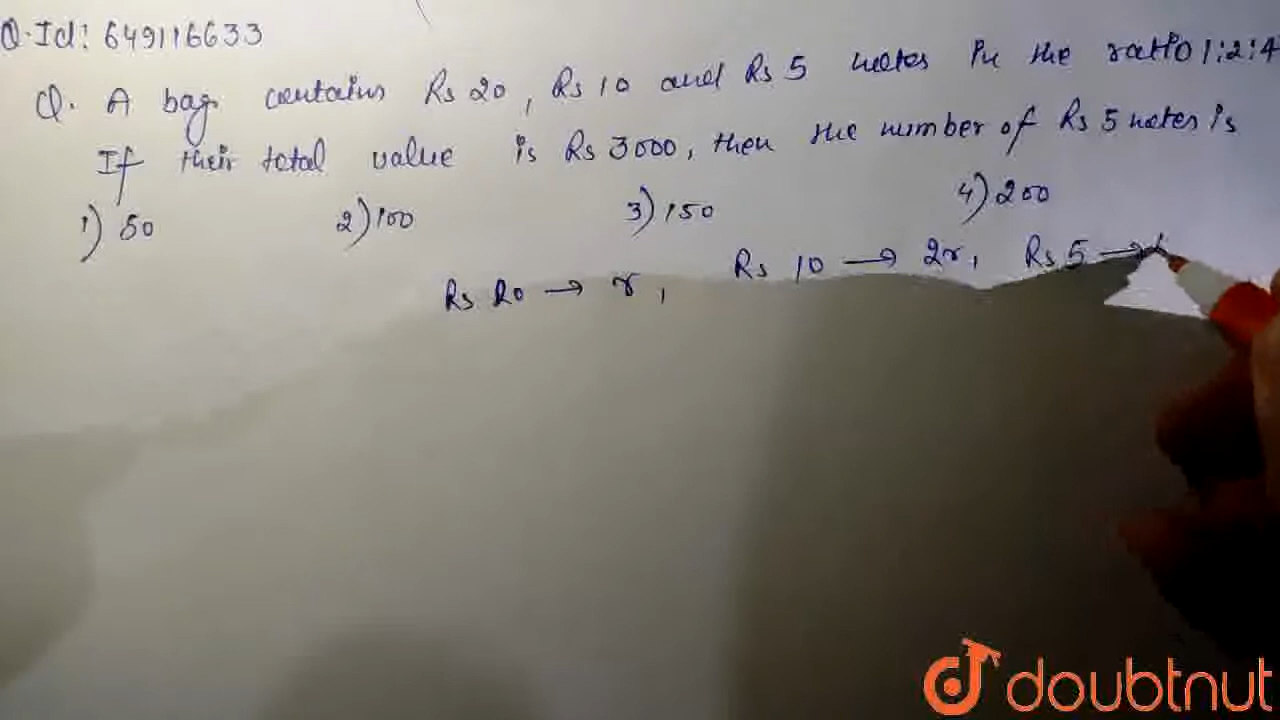 Q.Id: 649116633
Q. A bag contains Rs 20, Rs 10 and Rs 5 notes in the ratio 1:2:4
If their total value is Rs 3000, then the number of Rs 5 notes is
1) 50 2) 100 3) 150 4) 200
Rs 20 → x, Rs 10 → 2x, Rs 5 →
doubtnut